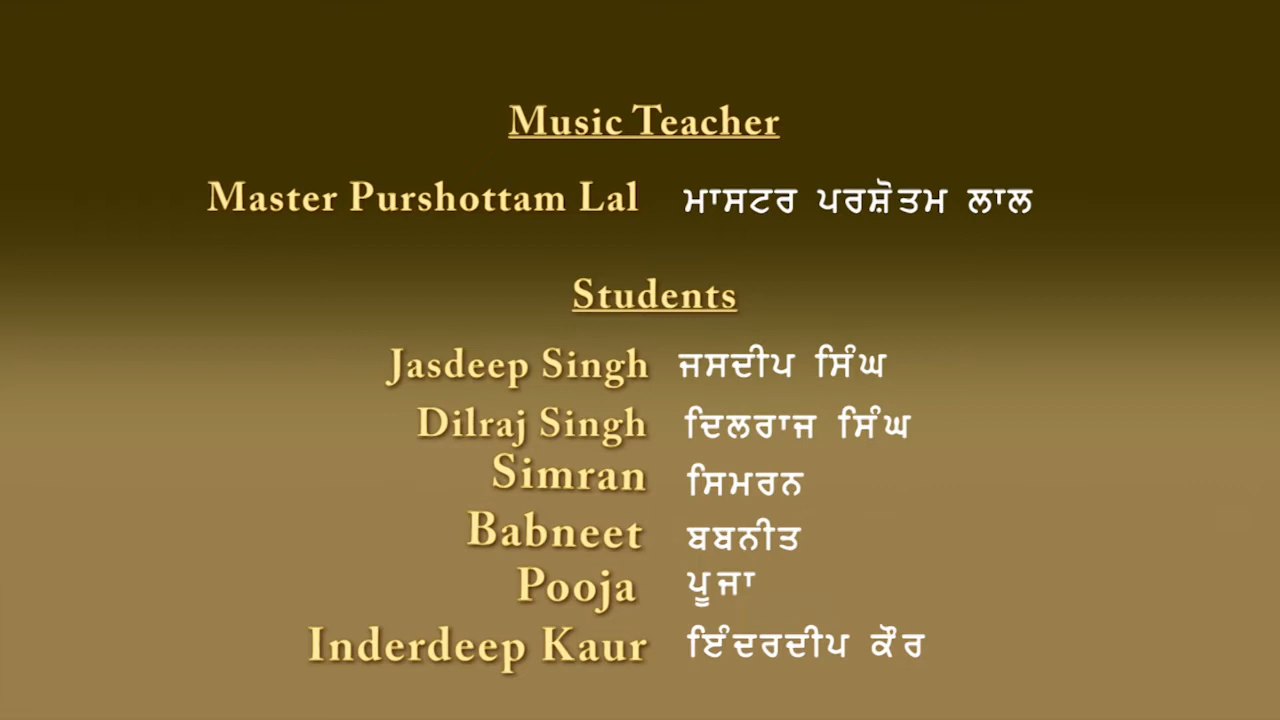 Music Teacher
Master Purshottam Lal ਮਾਸਟਰ ਪਰਸ਼ੋਤਮ ਲਾਲ
Students
Jasdeep Singh ਜਸਦੀਪ ਸਿੰਘ
Dilraj Singh ਦਿਲਰਾਜ ਸਿੰਘ
Simran ਸਿਮਰਨ
Babneet ਬਬਨੀਤ
Pooja ਪੂਜਾ
Inderdeep Kaur ਇੰਦਰਦੀਪ ਕੌਰ